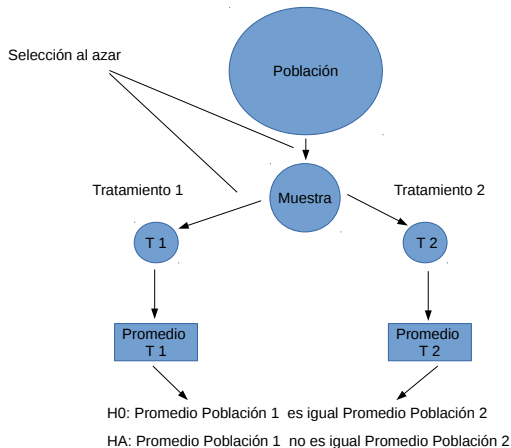 Selección al azar
Población
Muestra
Tratamiento 1
Tratamiento 2
T 1
T 2
Promedio
T 1
Promedio
T 2
H0: Promedio Población 1 es igual Promedio Población 2
HA: Promedio Población 1 no es igual Promedio Población 2